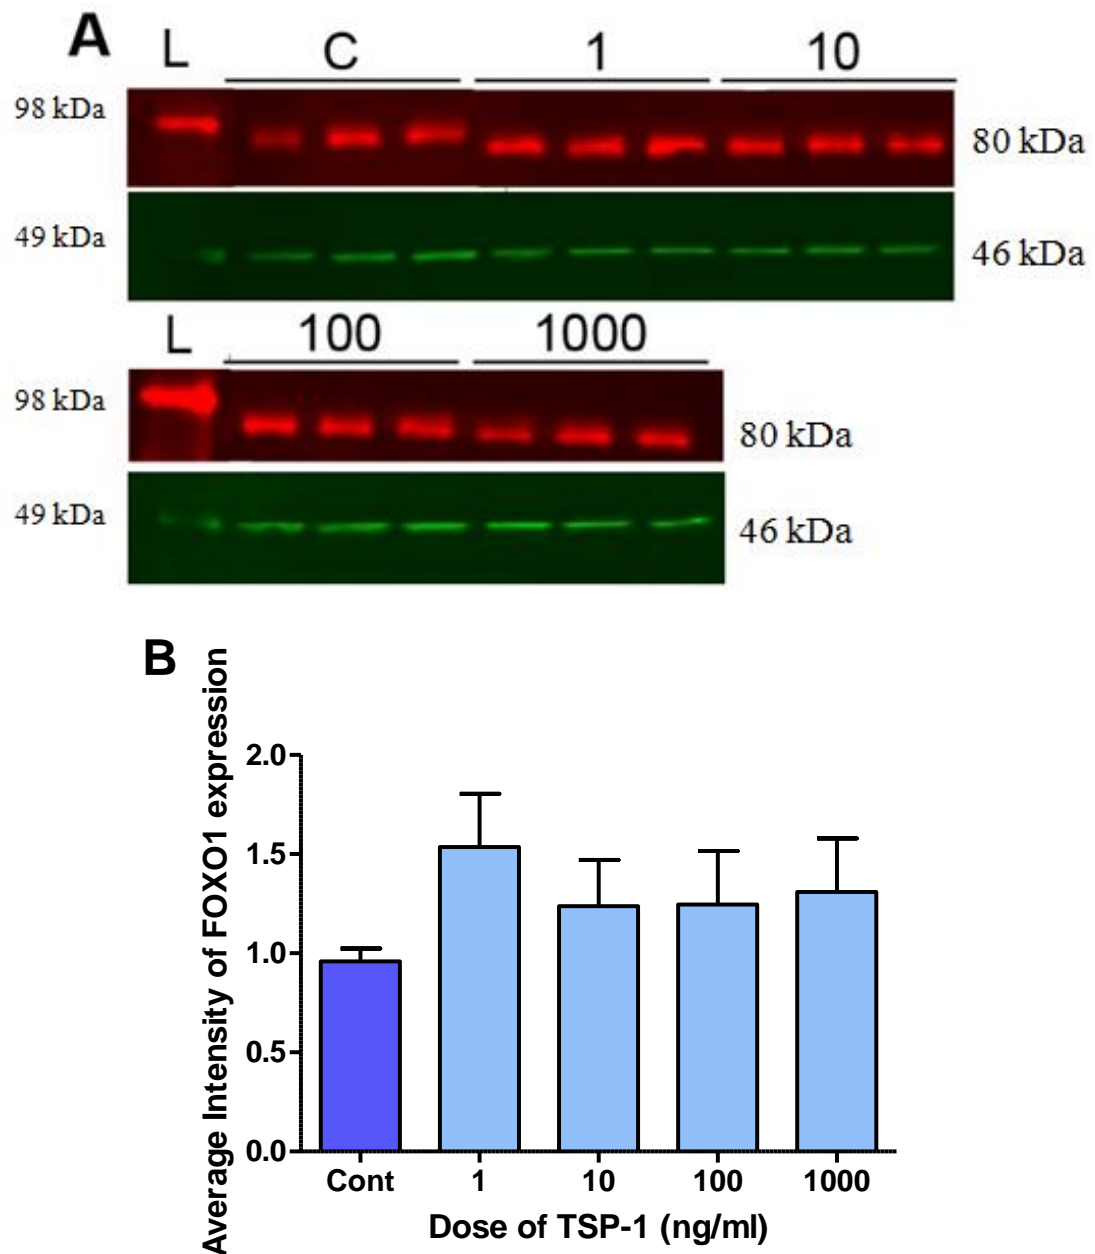 A
L C 1 10
98 kDa
80 kDa
49 kDa
46 kDa
L 100 1000
98 kDa
80 kDa
49 kDa
46 kDa
B
Average Intensity of FOXO1 expression
2.0
1.5
1.0
0.5
0.0
Cont 1 10 100 1000
Dose of TSP-1 (ng/ml)